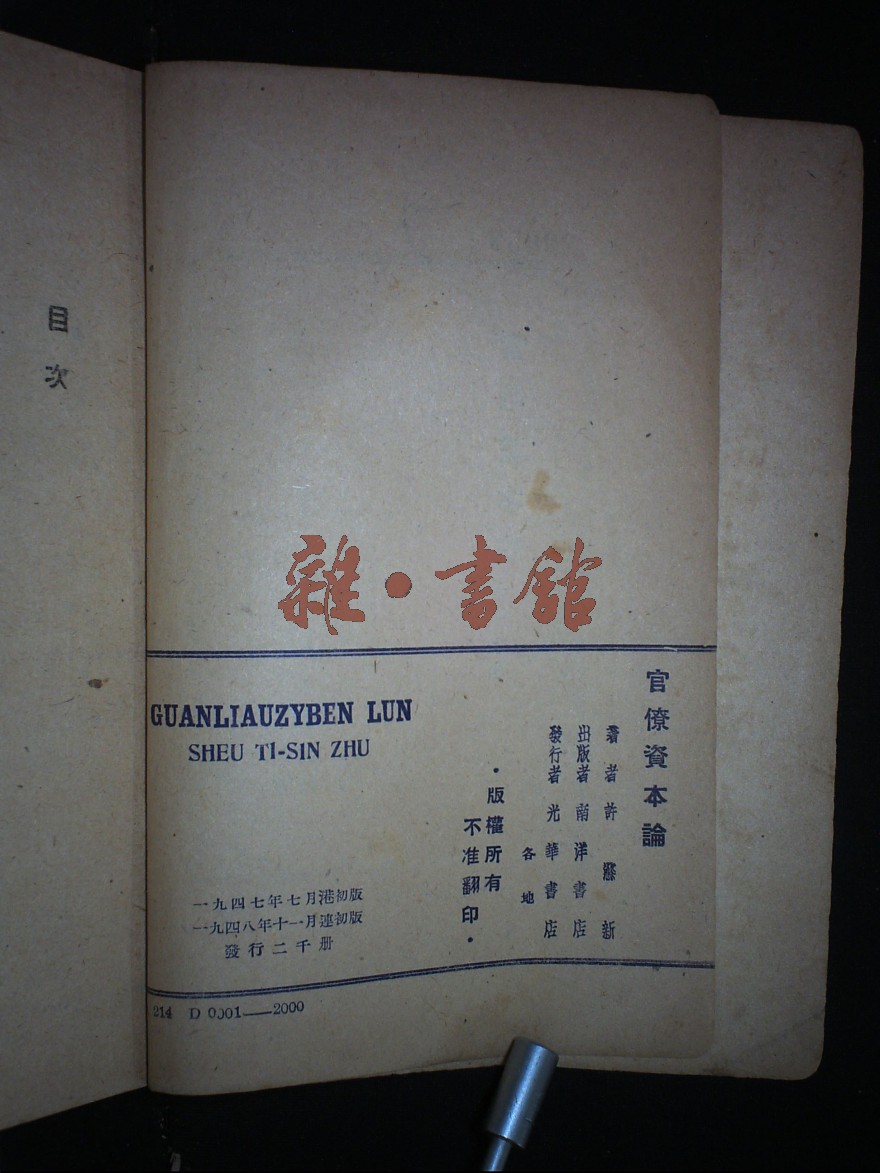 目次
雜·書館
官僚資本論
著者 許滌新
出版者 南洋書店
發行者 光華書店
各地
·版權所有
不准翻印·
GUANLIAUZYBEN LUN
SHEU TI-SIN ZHU
一九四七年七月港初版
一九四八年十一月連初版
發行二千册
214 D 0001——2000